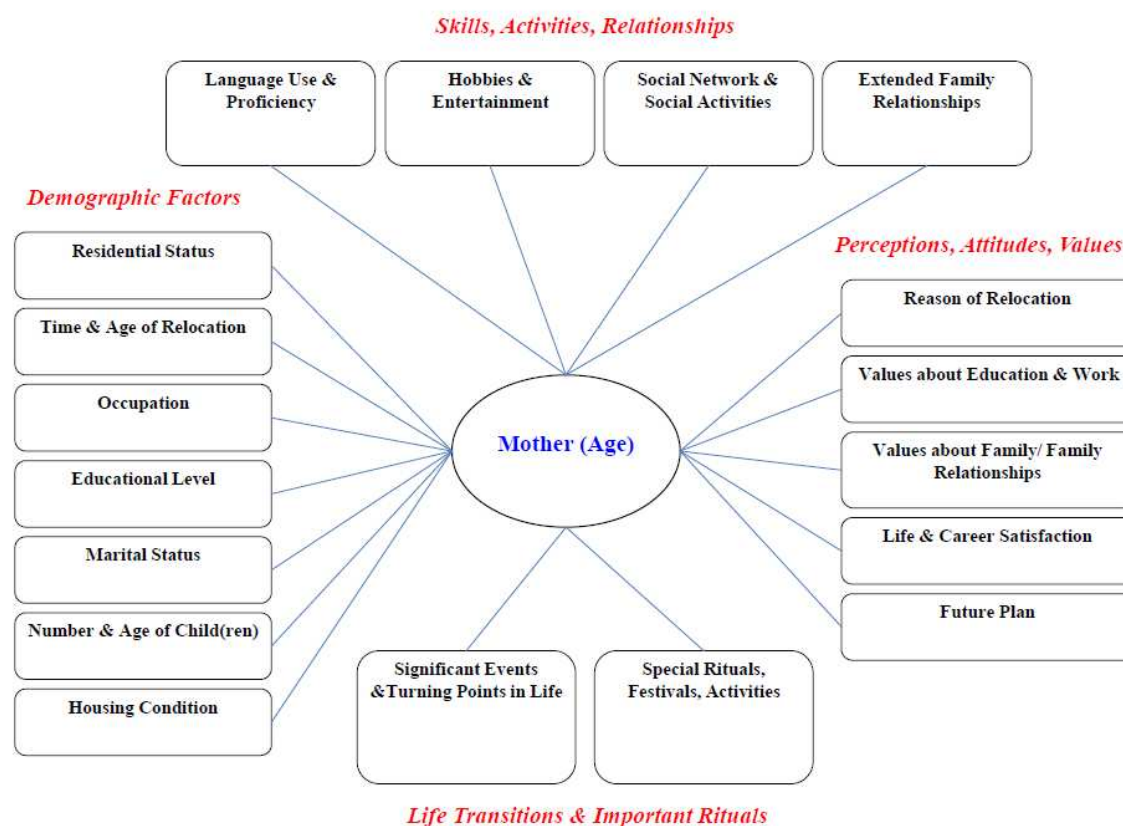 Skills, Activities, Relationships
Language Use &
Proficiency
Hobbies &
Entertainment
Social Network &
Social Activities
Extended Family
Relationships
Demographic Factors
Residential Status
Time & Age of Relocation
Occupation
Educational Level
Marital Status
Number & Age of Child(ren)
Housing Condition
Mother (Age)
Perceptions, Attitudes, Values
Reason of Relocation
Values about Education & Work
Values about Family/ Family
Relationships
Life & Career Satisfaction
Future Plan
Significant Events
&Turning Points in Life
Special Rituals,
Festivals, Activities
Life Transitions & Important Rituals